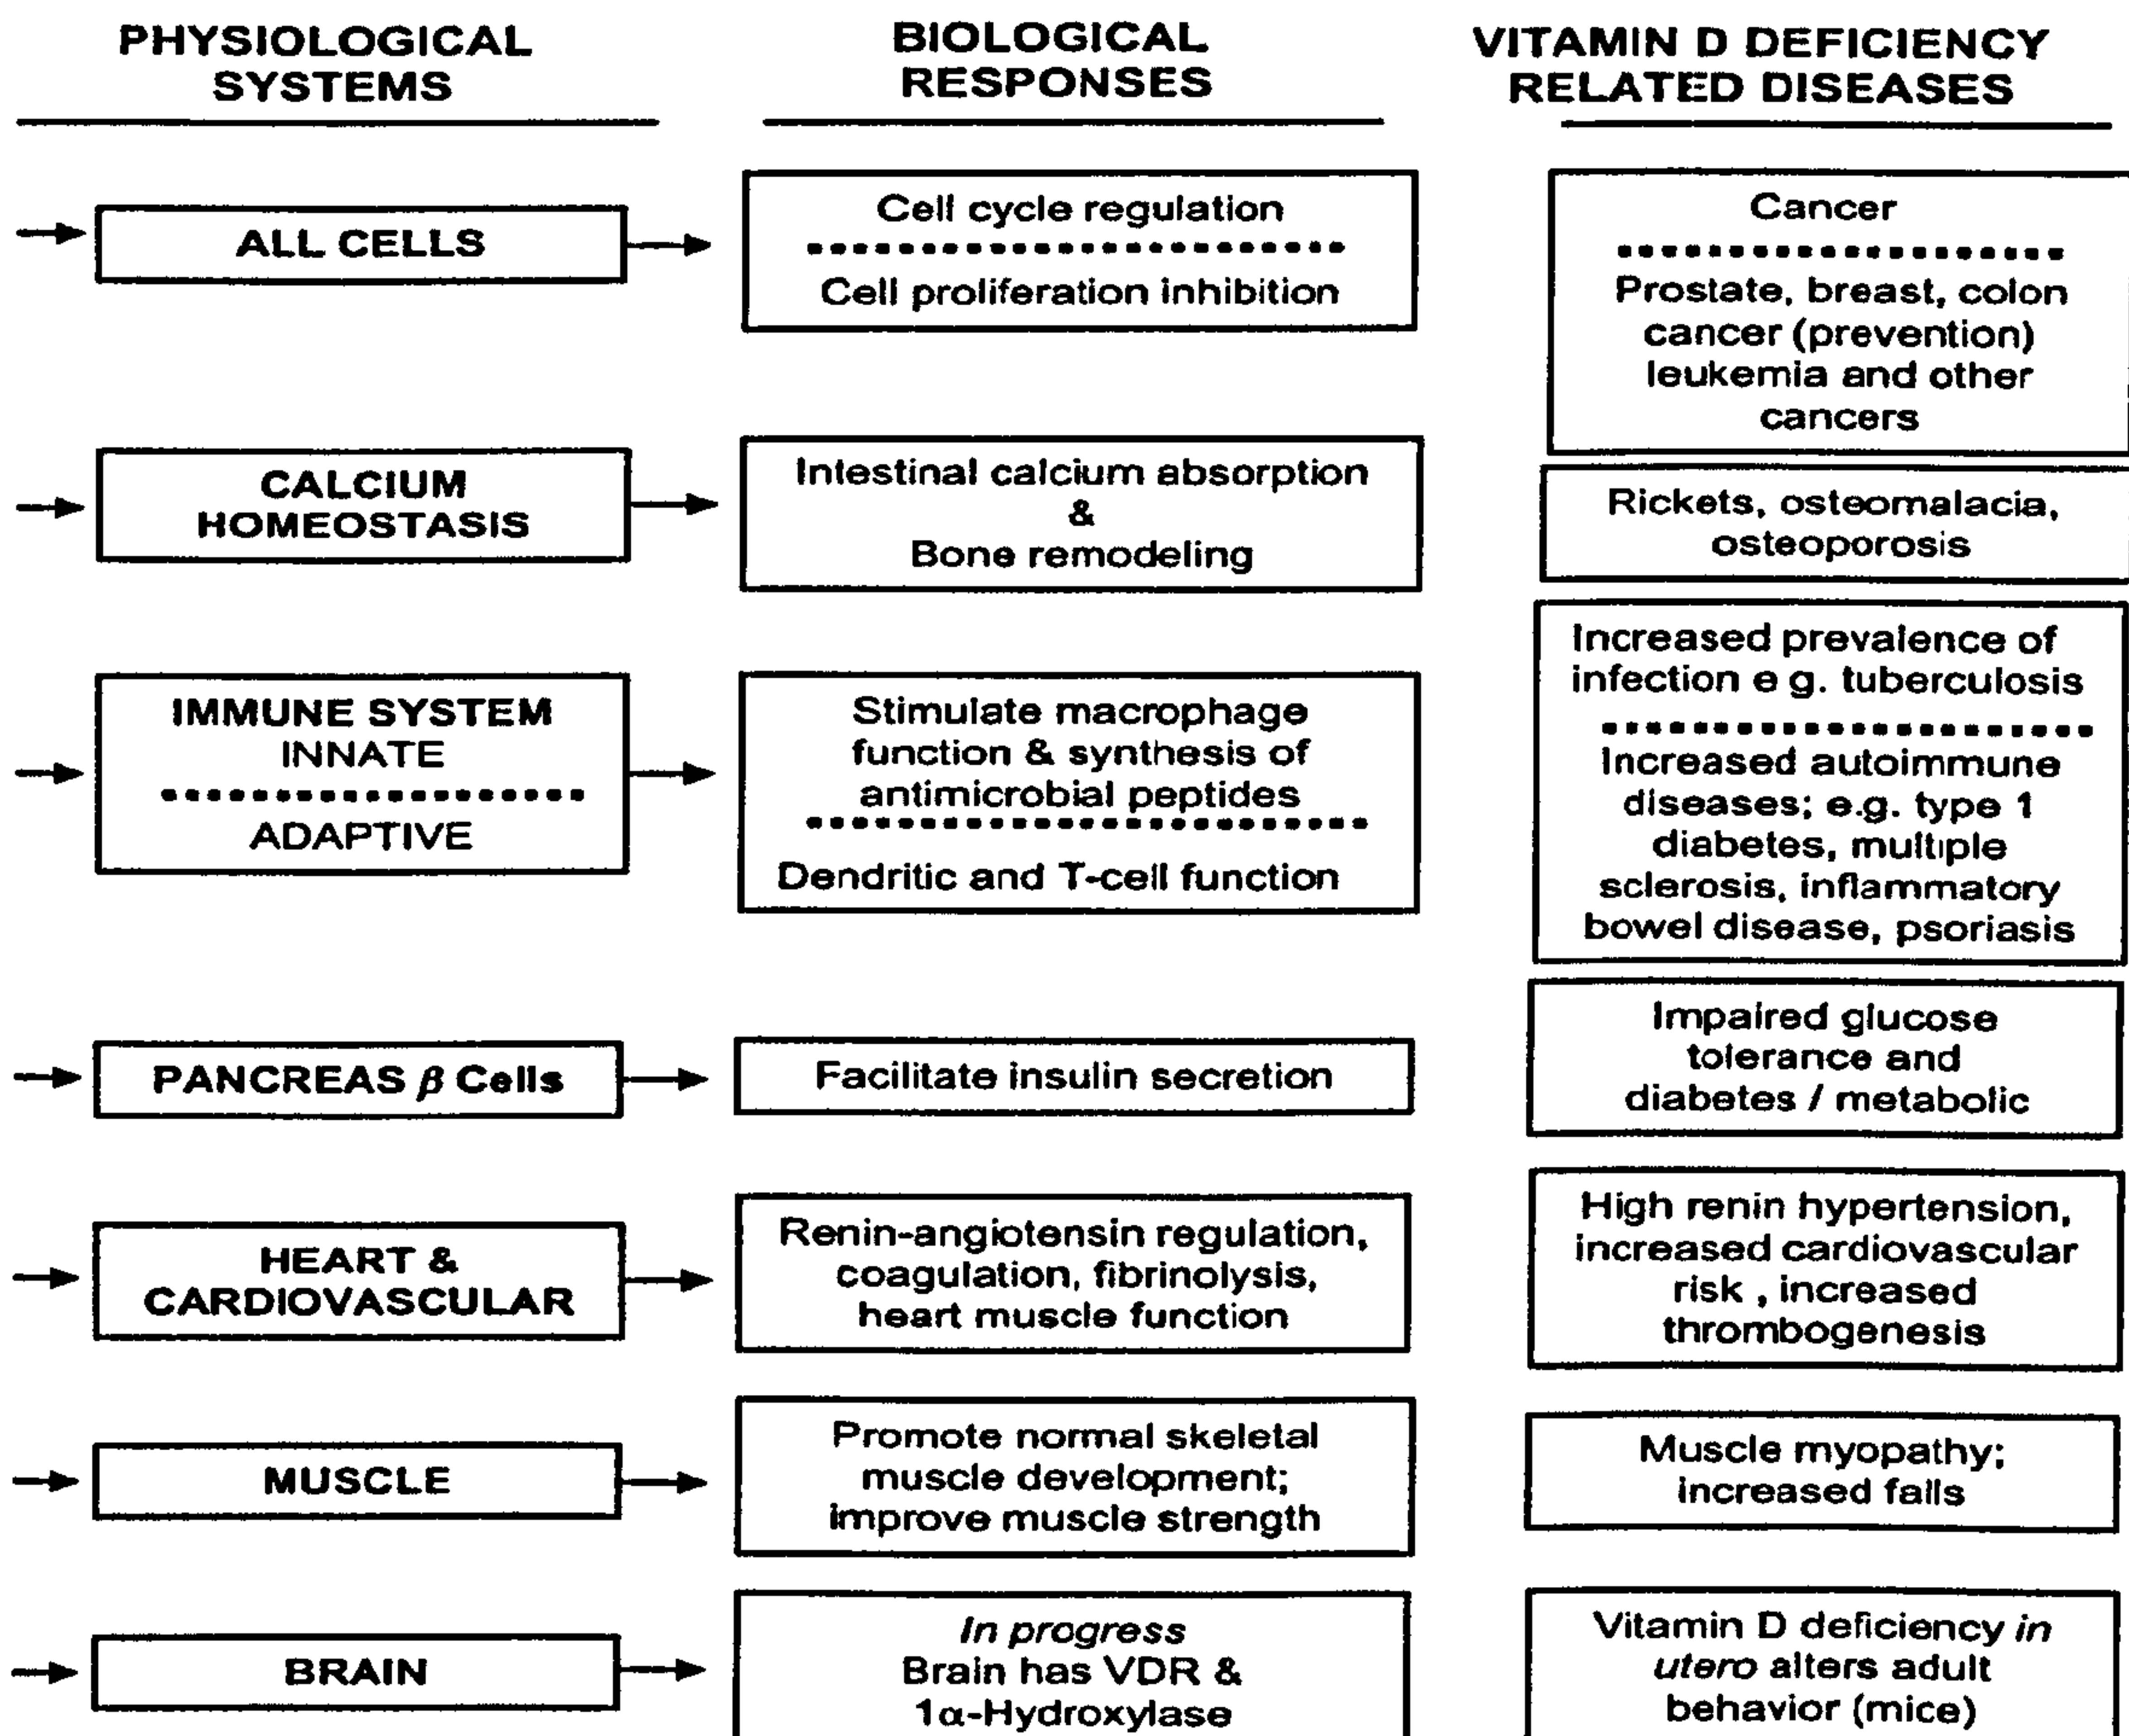 PHYSIOLOGICAL
SYSTEMS
BIOLOGICAL
RESPONSES
VITAMIN D DEFICIENCY
RELATED DISEASES
ALL CELLS
Cell cycle regulation
Cell proliferation inhibition
Cancer
Prostate, breast, colon
cancer (prevention)
leukemia and other
cancers
CALCIUM
HOMEOSTASIS
Intestinal calcium absorption
&
Bone remodeling
Rickets, osteomalacia,
osteoporosis
IMMUNE SYSTEM
INNATE
ADAPTIVE
Stimulate macrophage
function & synthesis of
antimicrobial peptides
Dendritic and T-cell function
Increased prevalence of
infection e g. tuberculosis
Increased autoimmune
diseases; e.g. type 1
diabetes, multiple
sclerosis, inflammatory
bowel disease, psoriasis
PANCREAS β Cells
Facilitate insulin secretion
Impaired glucose
tolerance and
diabetes / metabolic
HEART &
CARDIOVASCULAR
Renin-angiotensin regulation,
coagulation, fibrinolysis,
heart muscle function
High renin hypertension,
increased cardiovascular
risk , increased
thrombogenesis
MUSCLE
Promote normal skeletal
muscle development;
improve muscle strength
Muscle myopathy;
increased falls
BRAIN
In progress
Brain has VDR &
1α-Hydroxylase
Vitamin D deficiency in
utero alters adult
behavior (mice)